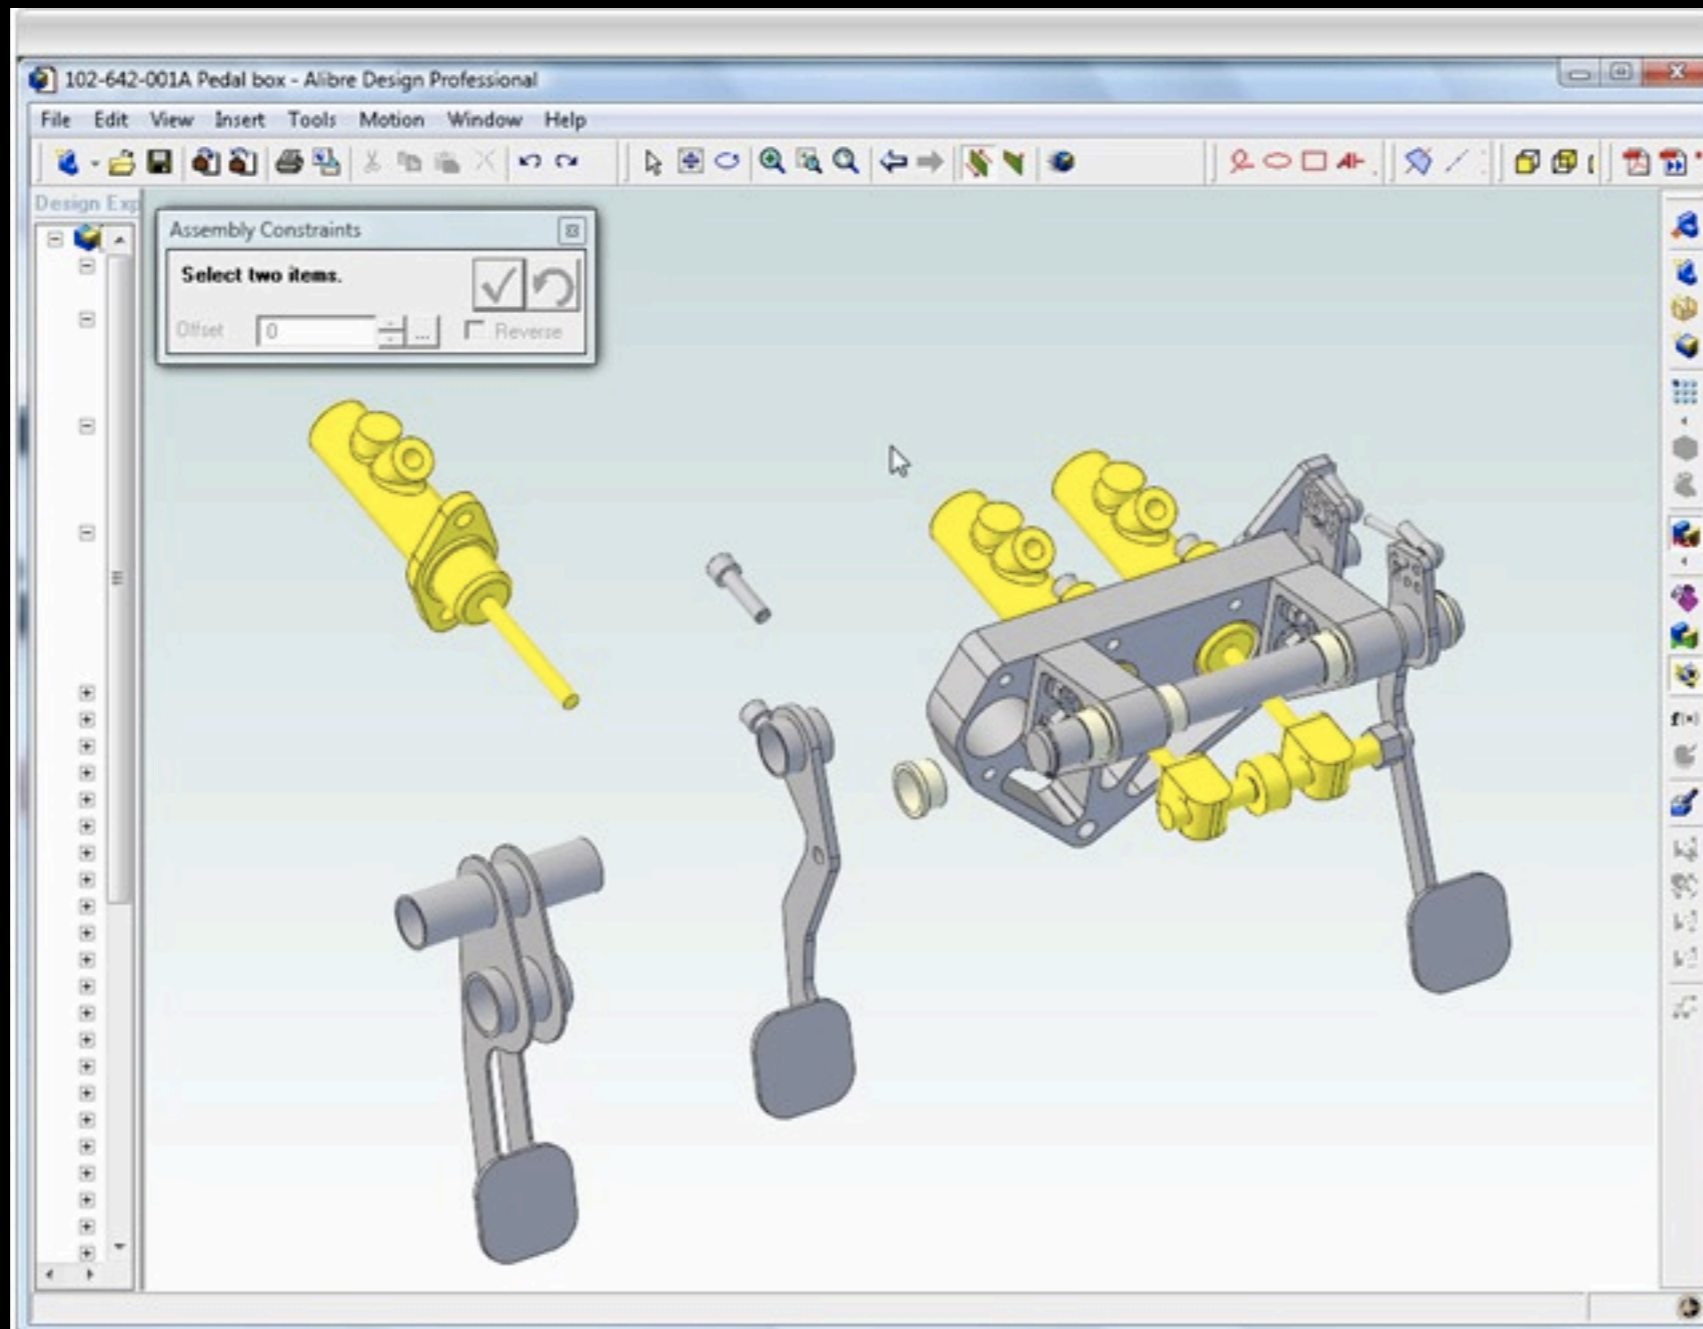 102-642-001A Pedal box - Alibre Design Professional
File Edit View Insert Tools Motion Window Help
Design Exp
Assembly Constraints
Select two items.
Offset 0 ... Reverse
f(x)